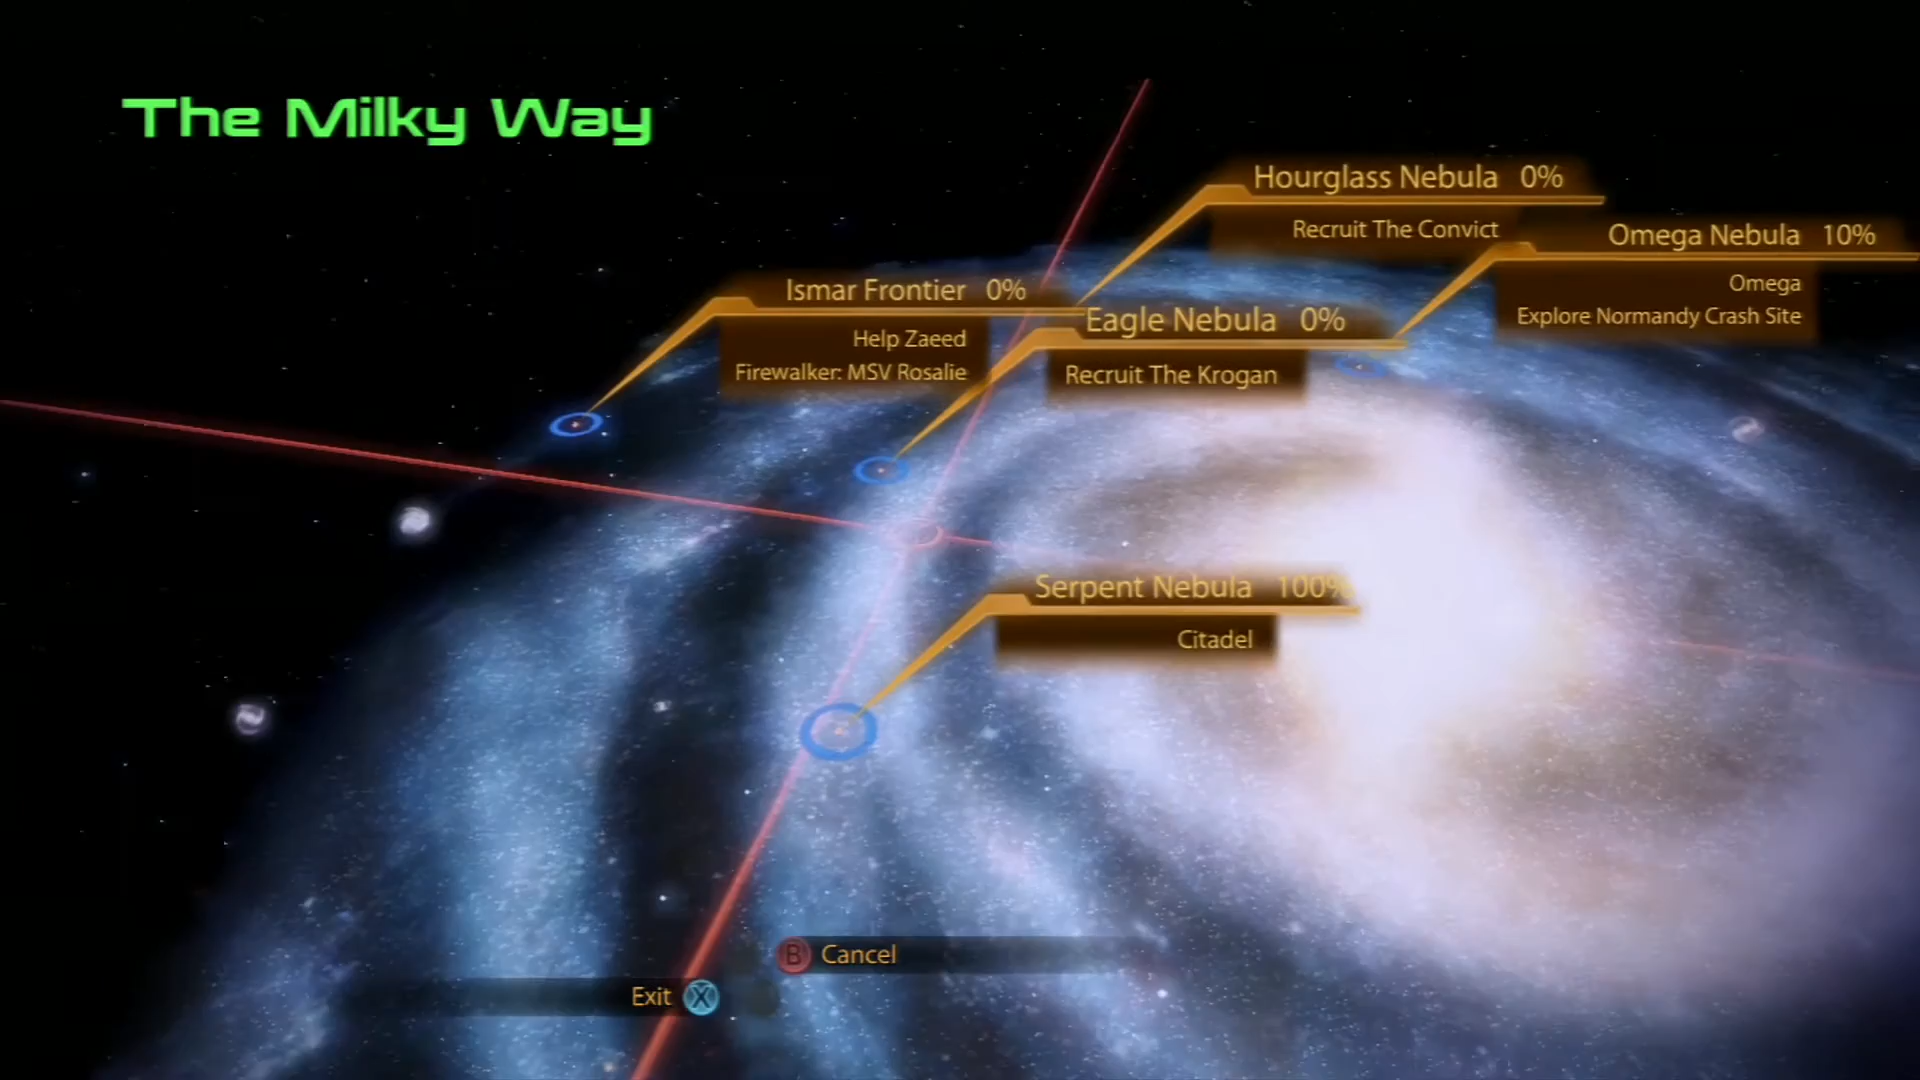 The Milky Way
Hourglass Nebula 0%
Recruit The Convict
Omega Nebula 10%
Omega
Explore Normandy Crash Site
Ismar Frontier 0%
Help Zaeed
Firewalker: MSV Rosalie
Eagle Nebula 0%
Recruit The Krogan
Serpent Nebula 100%
Citadel
B Cancel
Exit X